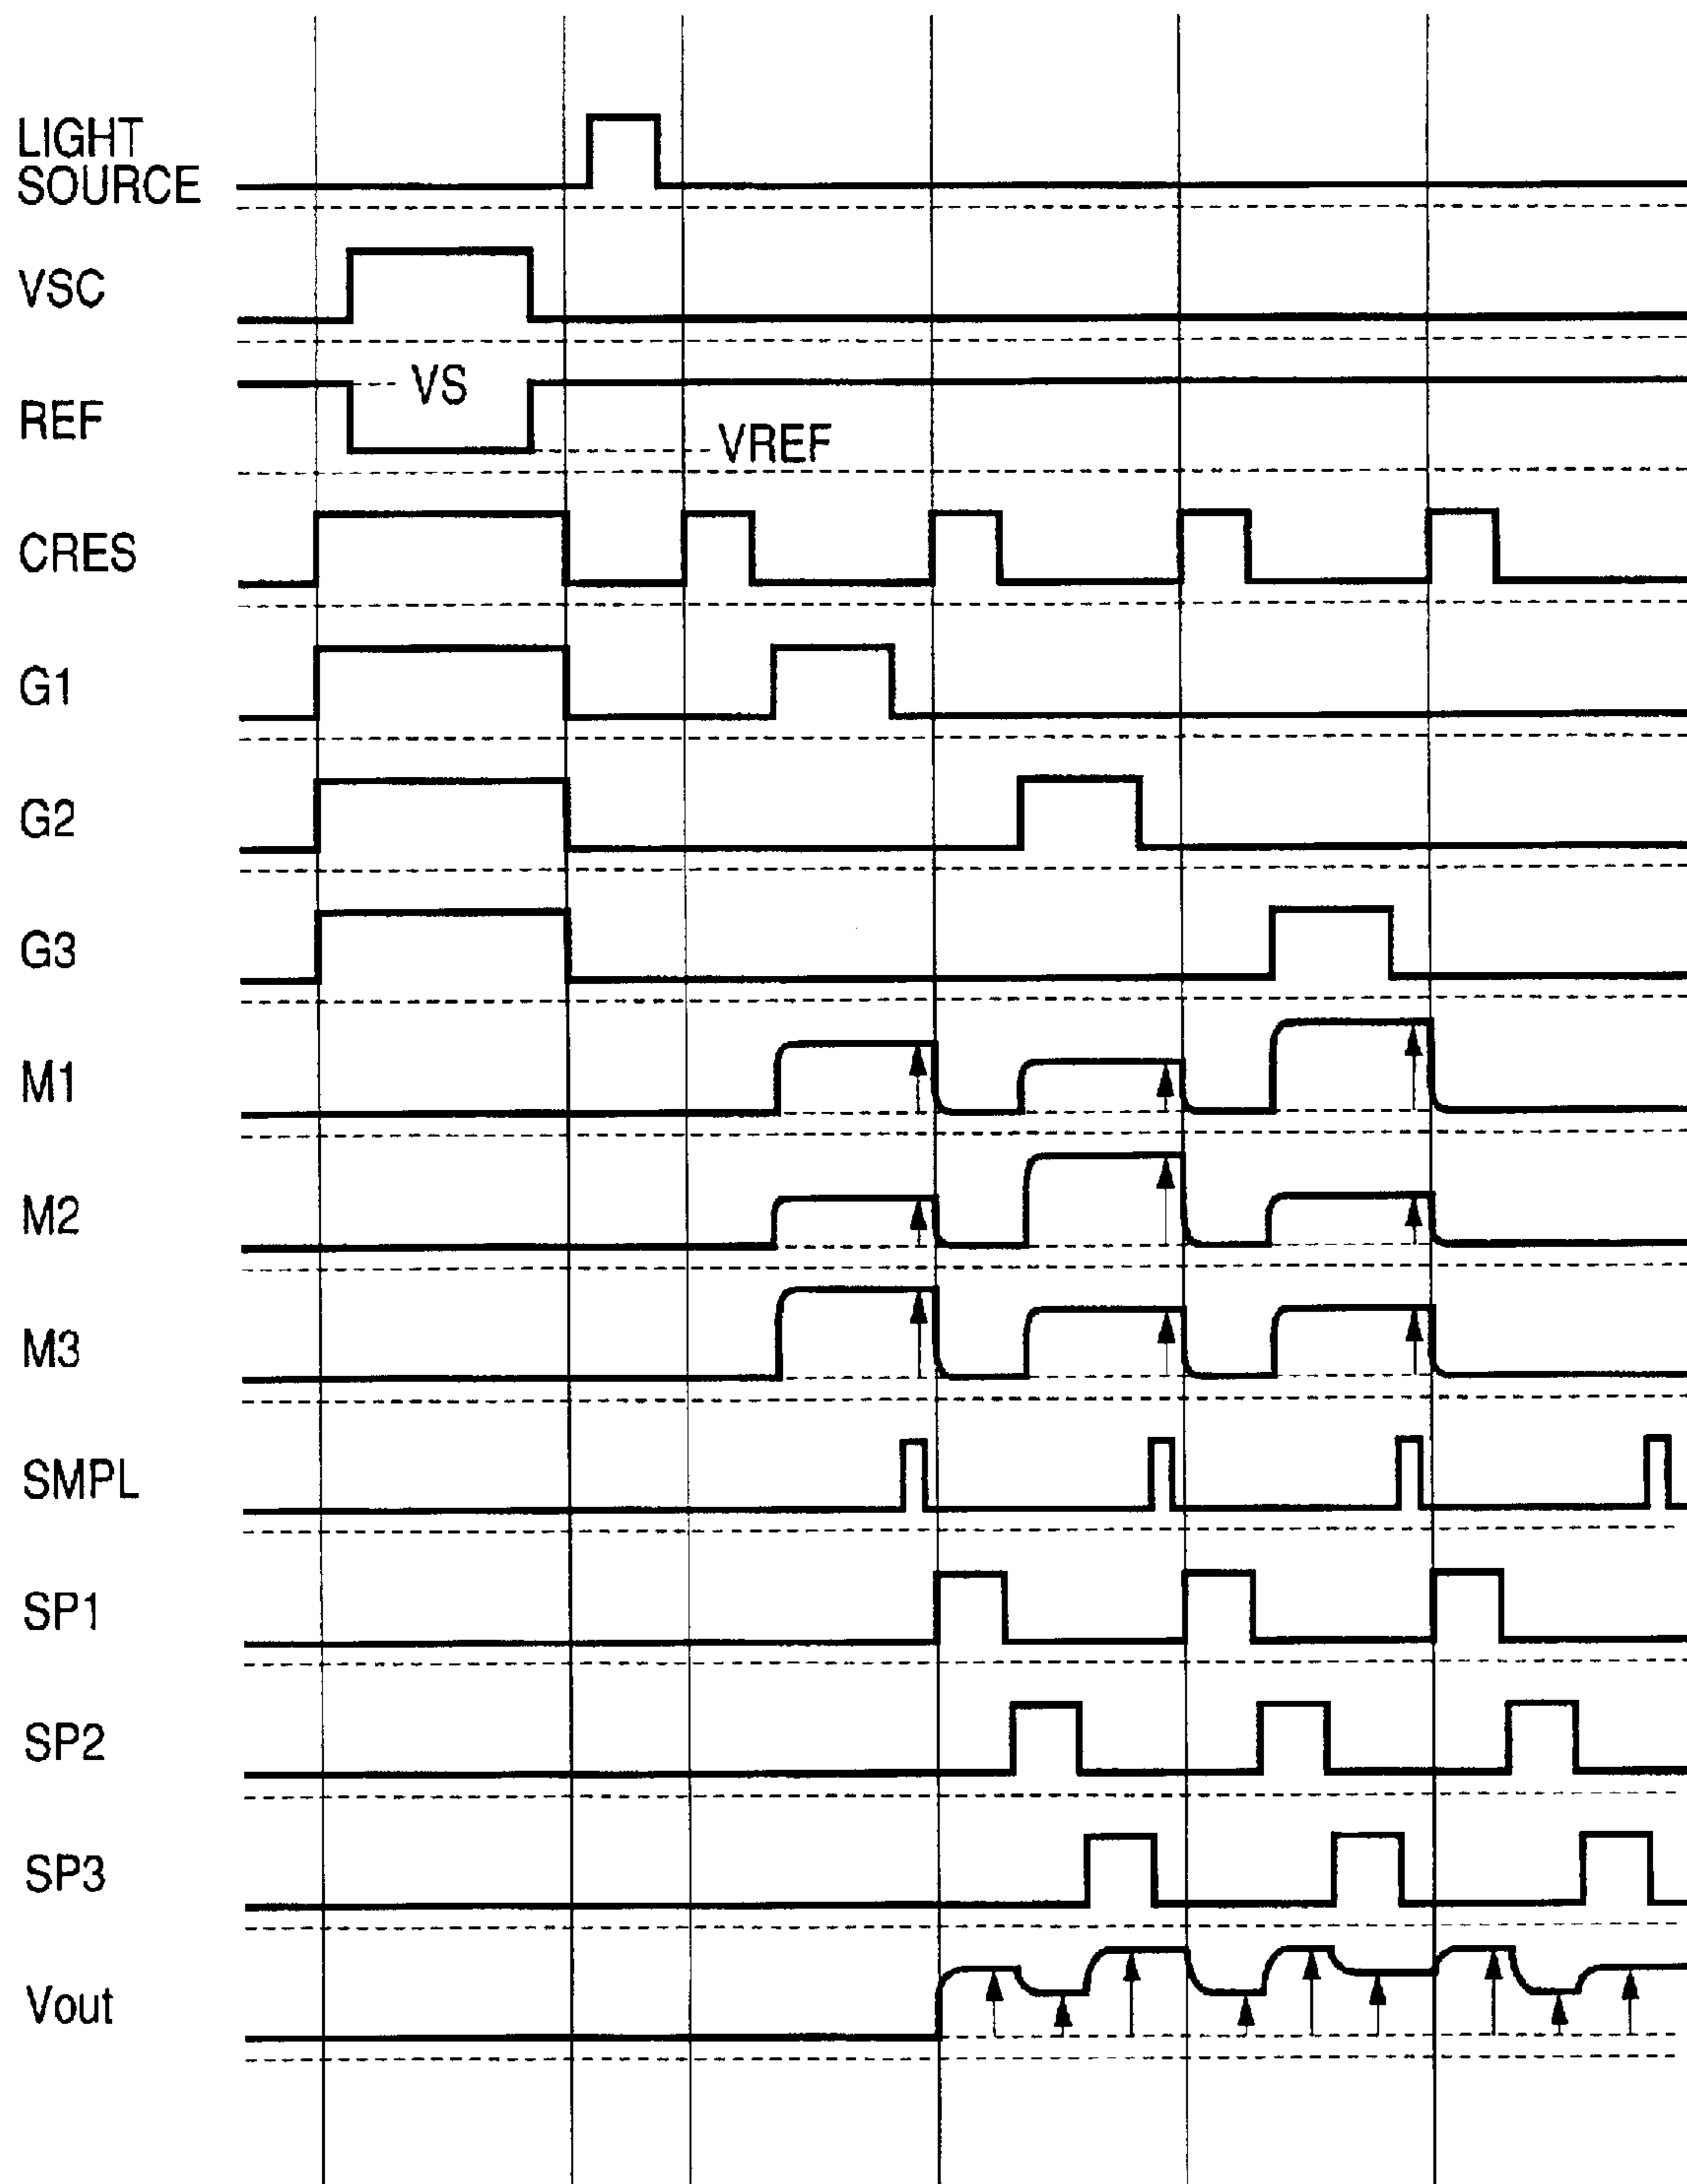 LIGHT
SOURCE
VSC
VS
REF
VREF
CRES
G1
G2
G3
M1
M2
M3
SMPL
SP1
SP2
SP3
Vout